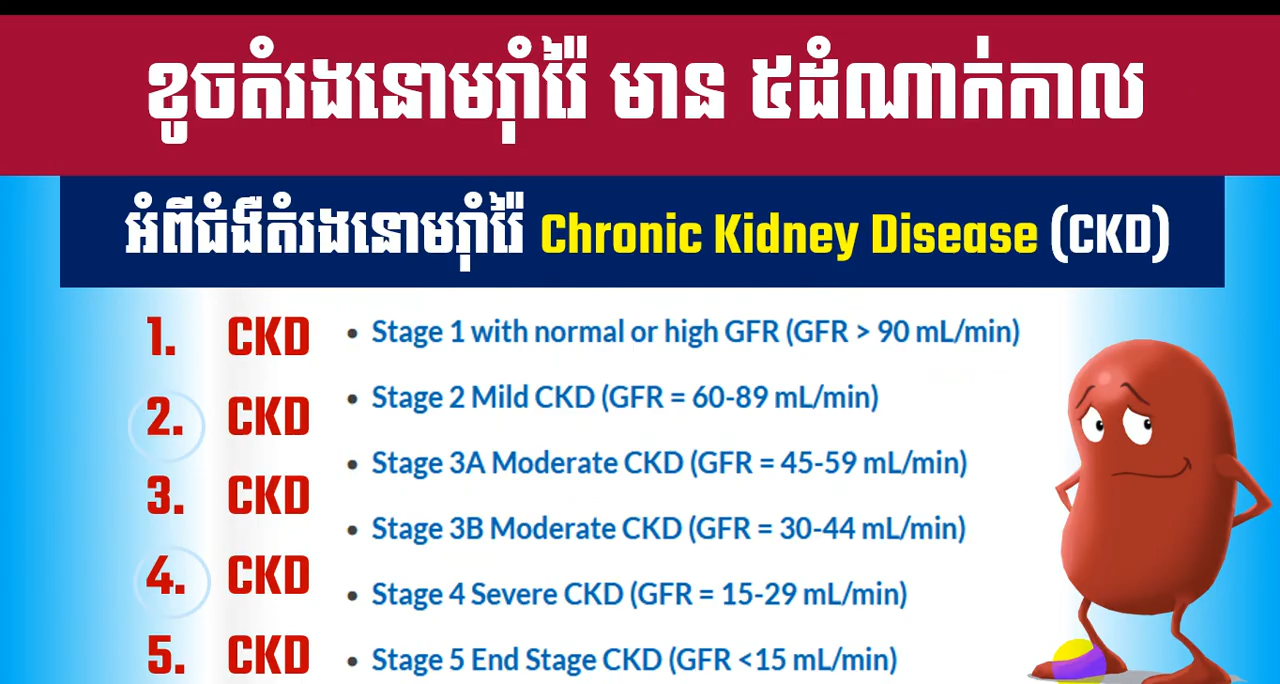 ខូចតំរងនោមរ៉ាំរ៉ៃ មាន ៥ដំណាក់កាល
អំពីជំងឺតំរងនោមរ៉ាំរ៉ៃ Chronic Kidney Disease (CKD)
1. CKD
2. CKD
3. CKD
4. CKD
5. CKD
• Stage 1 with normal or high GFR (GFR > 90 mL/min)
• Stage 2 Mild CKD (GFR = 60-89 mL/min)
• Stage 3A Moderate CKD (GFR = 45-59 mL/min)
• Stage 3B Moderate CKD (GFR = 30-44 mL/min)
• Stage 4 Severe CKD (GFR = 15-29 mL/min)
• Stage 5 End Stage CKD (GFR <15 mL/min)